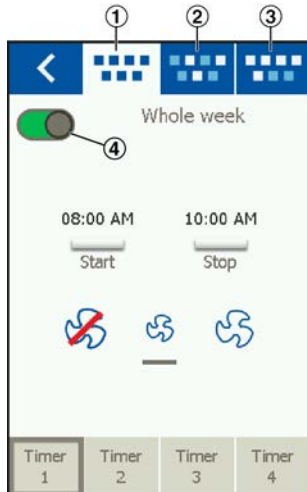 1 2 3
Whole week
4
08:00 AM 10:00 AM
Start Stop
Timer Timer Timer Timer
1 2 3 4